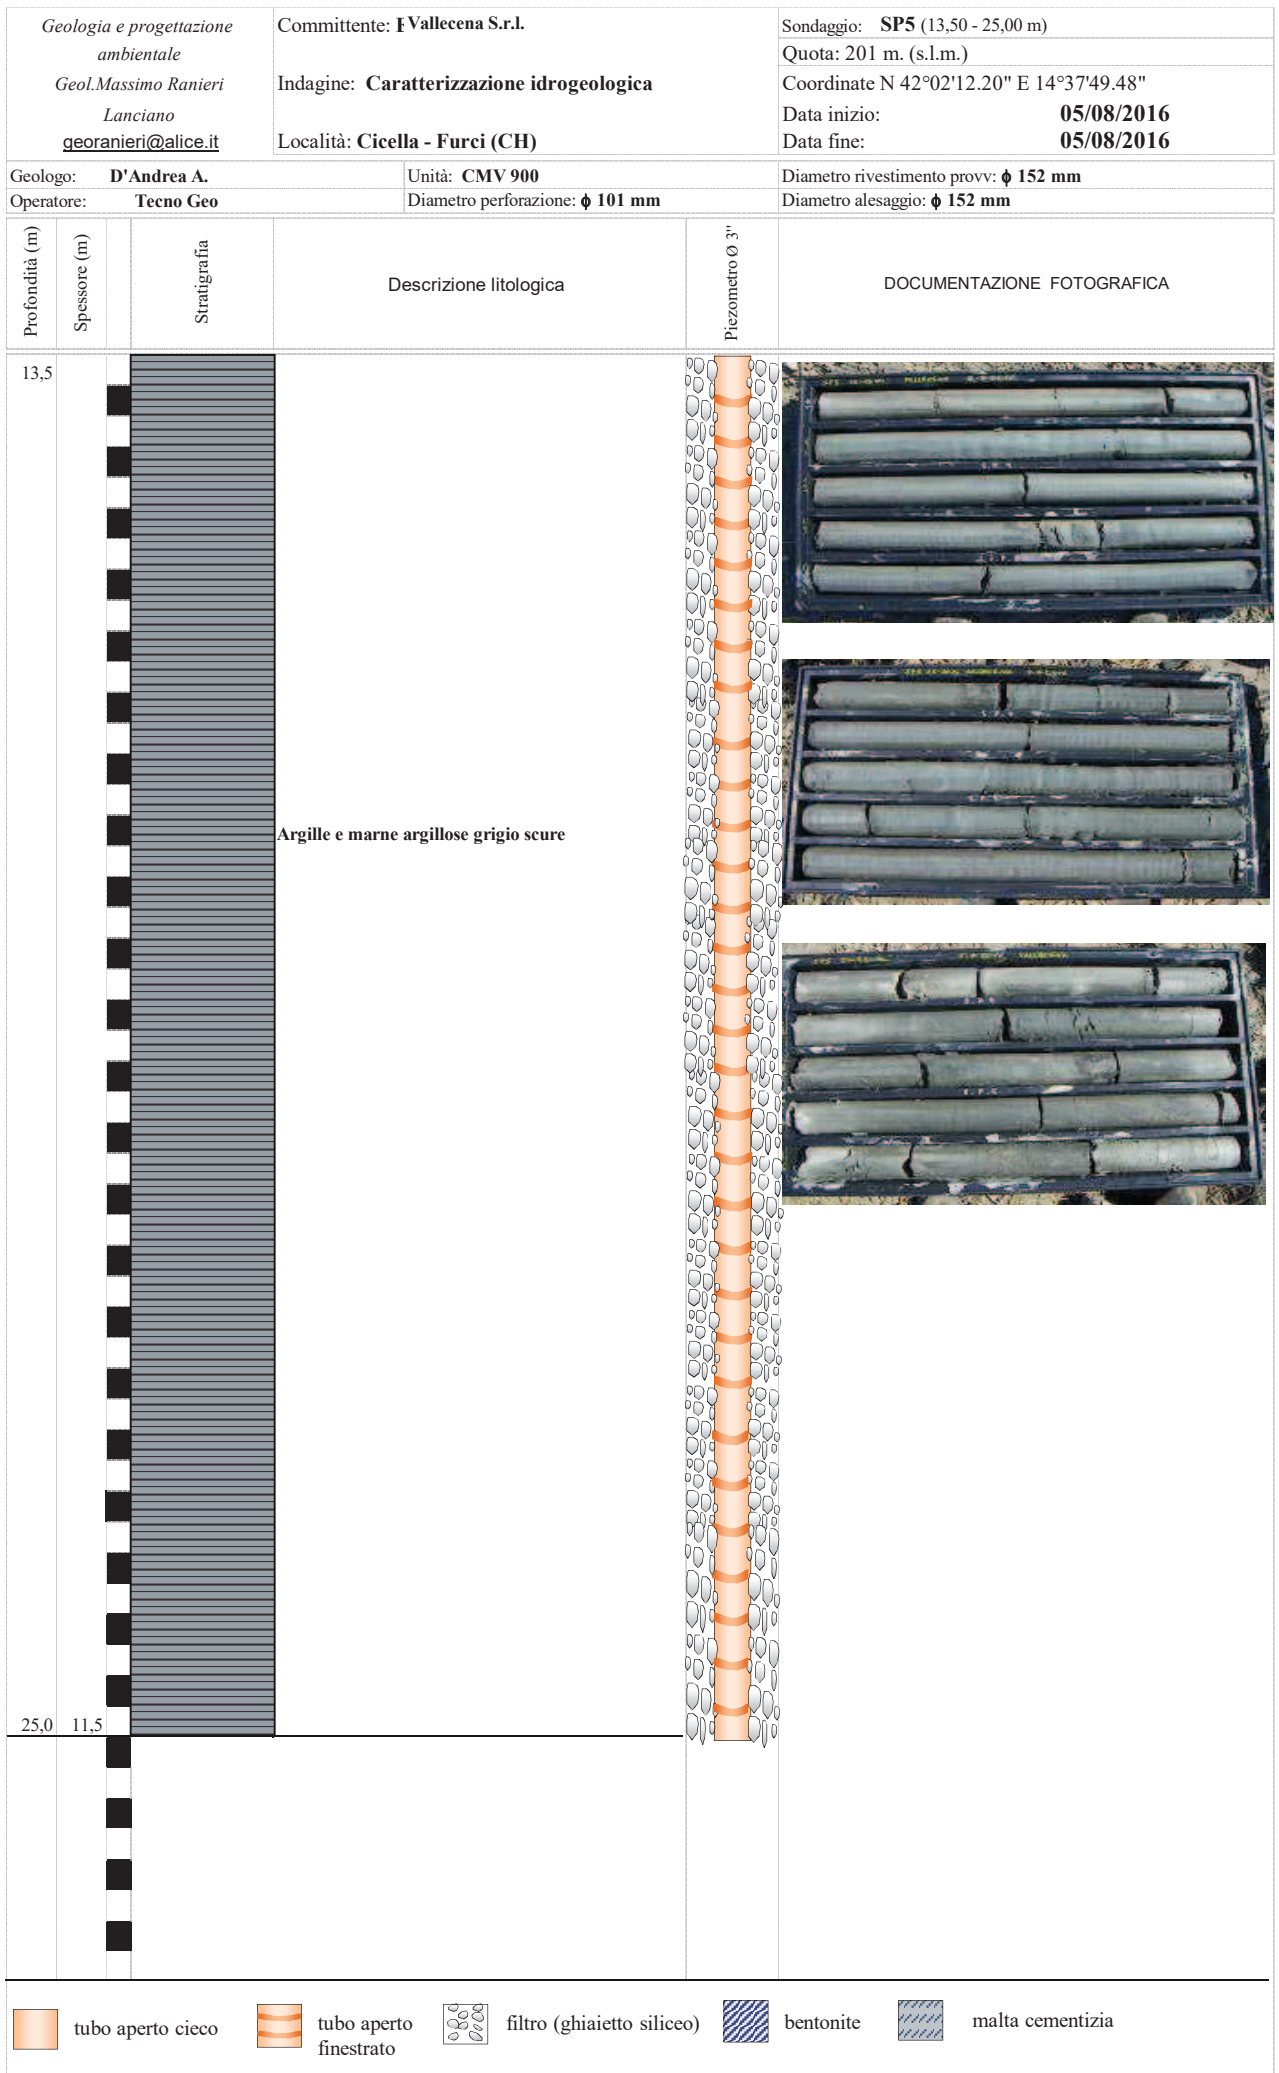 Geologia e progettazione
ambientale
Geol.Massimo Ranieri
Lanciano
georanieri@alice.it
Committente: Vallecena S.r.l.
Indagine: Caratterizzazione idrogeologica
Località: Cicella - Furci (CH)
Sondaggio: SP5 (13,50 - 25,00 m)
Quota: 201 m. (s.l.m.)
Coordinate N 42°02'12.20" E 14°37'49.48"
Data inizio: 05/08/2016
Data fine: 05/08/2016
Geologo: D'Andrea A.
Unità: CMV 900
Diametro rivestimento provv: ϕ 152 mm
Operatore: Tecno Geo
Diametro perforazione: ϕ 101 mm
Diametro alesaggio: ϕ 152 mm
Profondità (m)
Spessore (m)
Stratigrafia
Descrizione litologica
Piezometro Ø 3"
DOCUMENTAZIONE FOTOGRAFICA
13,5
Argille e marne argillose grigio scure
25,0 11,5
tubo aperto cieco
tubo aperto
finestrato
filtro (ghiaietto siliceo)
bentonite
malta cementizia